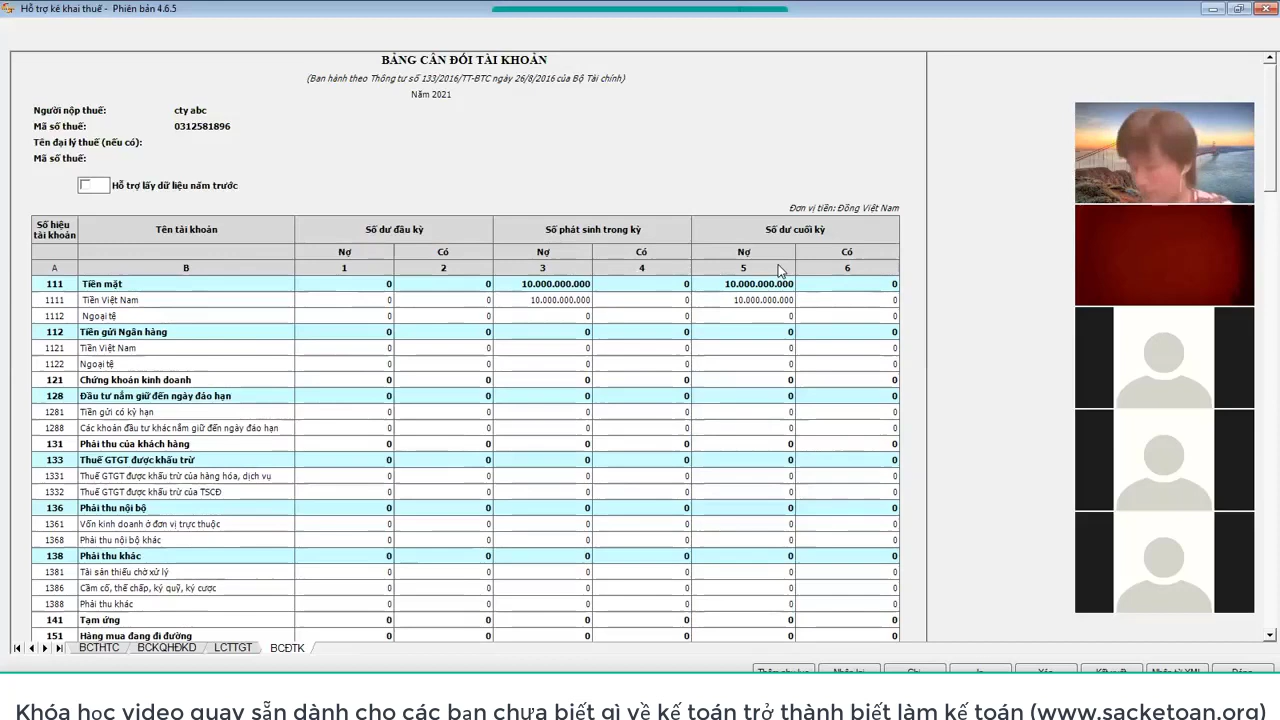 Hỗ trợ kê khai thuế - Phiên bản 4.6.5
BẢNG CÂN ĐỐI TÀI KHOẢN
(Ban hành theo Thông tư số 133/2016/TT-BTC ngày 26/8/2016 của Bộ Tài chính)
Năm 2021
Người nộp thuế: cty abc
Mã số thuế: 0312581896
Tên đại lý thuế (nếu có):
Mã số thuế:
Hỗ trợ lấy dữ liệu năm trước
Đơn vị tiền: Đồng Việt Nam
Số hiệu tài khoản Tên tài khoản Số dư đầu kỳ Số phát sinh trong kỳ Số dư cuối kỳ
Nợ Có Nợ Có Nợ Có
A B 1 2 3 4 5 6
111 Tiền mặt 0 0 10.000.000.000 0 10.000.000.000 0
1111 Tiền Việt Nam 0 0 10.000.000.000 0 10.000.000.000 0
1112 Ngoại tệ 0 0 0 0 0 0
112 Tiền gửi Ngân hàng 0 0 0 0 0 0
1121 Tiền Việt Nam 0 0 0 0 0 0
1122 Ngoại tệ 0 0 0 0 0 0
121 Chứng khoán kinh doanh 0 0 0 0 0 0
128 Đầu tư nắm giữ đến ngày đáo hạn 0 0 0 0 0 0
1281 Tiền gửi có kỳ hạn 0 0 0 0 0 0
1288 Các khoản đầu tư khác nắm giữ đến ngày đáo hạn 0 0 0 0 0 0
131 Phải thu của khách hàng 0 0 0 0 0 0
133 Thuế GTGT được khấu trừ 0 0 0 0 0 0
1331 Thuế GTGT được khấu trừ của hàng hóa, dịch vụ 0 0 0 0 0 0
1332 Thuế GTGT được khấu trừ của TSCĐ 0 0 0 0 0 0
136 Phải thu nội bộ 0 0 0 0 0 0
1361 Vốn kinh doanh ở đơn vị trực thuộc 0 0 0 0 0 0
1368 Phải thu nội bộ khác 0 0 0 0 0 0
138 Phải thu khác 0 0 0 0 0 0
1381 Tài sản thiếu chờ xử lý 0 0 0 0 0 0
1386 Cầm cố, thế chấp, ký quỹ, ký cược 0 0 0 0 0 0
1388 Phải thu khác 0 0 0 0 0 0
141 Tạm ứng 0 0 0 0 0 0
151 Hàng mua đang đi đường 0 0 0 0 0 0
BCTHTC BCKQHĐKD LCTTGT BCĐTK
Khóa học video quay sẵn dành cho các bạn chưa biết gì về kế toán trở thành biết làm kế toán (www.sacketoan.org)